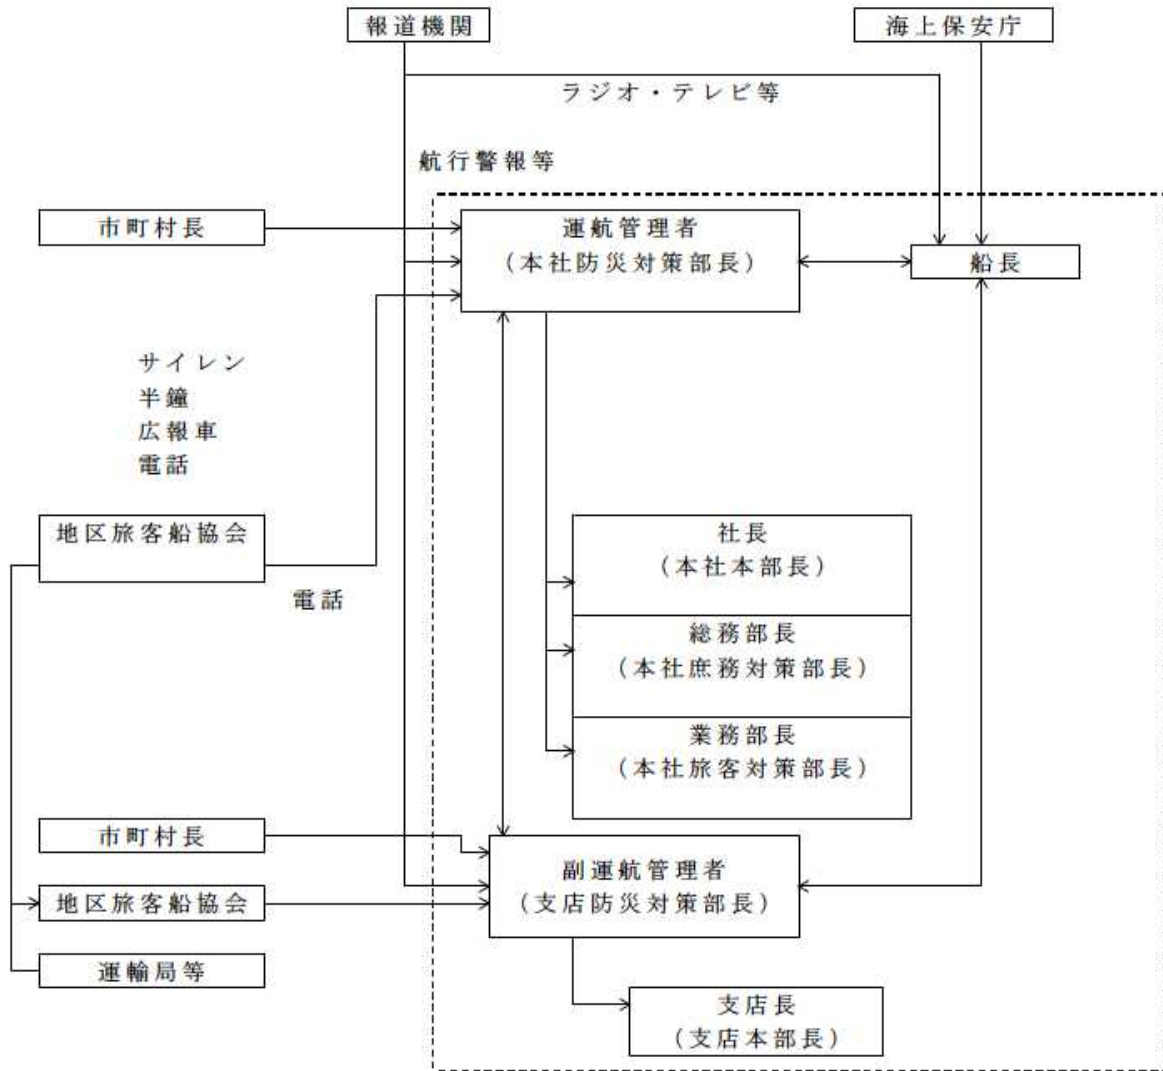 報道機関
海上保安庁
ラジオ・テレビ等
航行警報等
市町村長
運航管理者
(本社防災対策部長)
船長
サイレン
半鐘
広報車
電話
地区旅客船協会
電話
社長
(本社本部長)
総務部長
(本社庶務対策部長)
業務部長
(本社旅客対策部長)
市町村長
副運航管理者
(支店防災対策部長)
地区旅客船協会
運輸局等
支店長
(支店本部長)